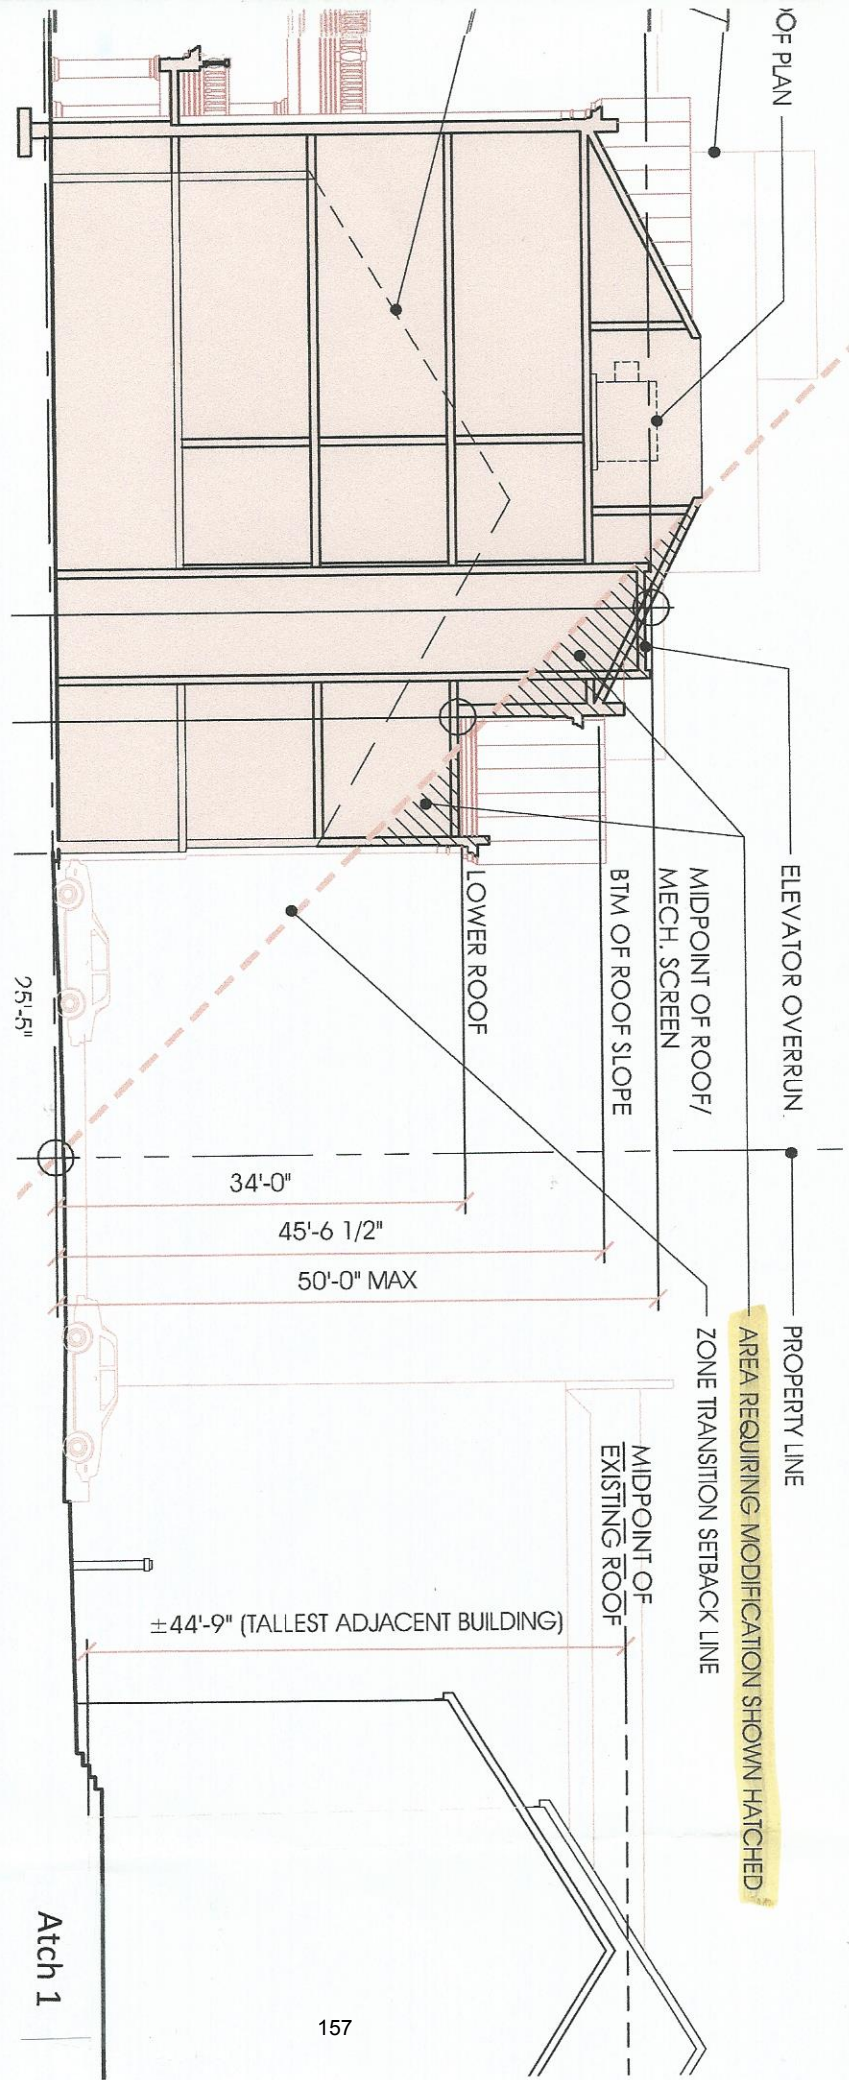 OF PLAN
ELEVATOR OVERRUN
MIDPOINT OF ROOF/
MECH. SCREEN
BTM OF ROOF SLOPE
LOWER ROOF
25'-5"
PROPERTY LINE
AREA REQUIRING MODIFICATION SHOWN HATCHED
ZONE TRANSITION SETBACK LINE
34'-0"
45'-6 1/2"
50'-0" MAX
MIDPOINT OF
EXISTING ROOF
±44'-9" (TALLEST ADJACENT BUILDING)
Atch 1
157